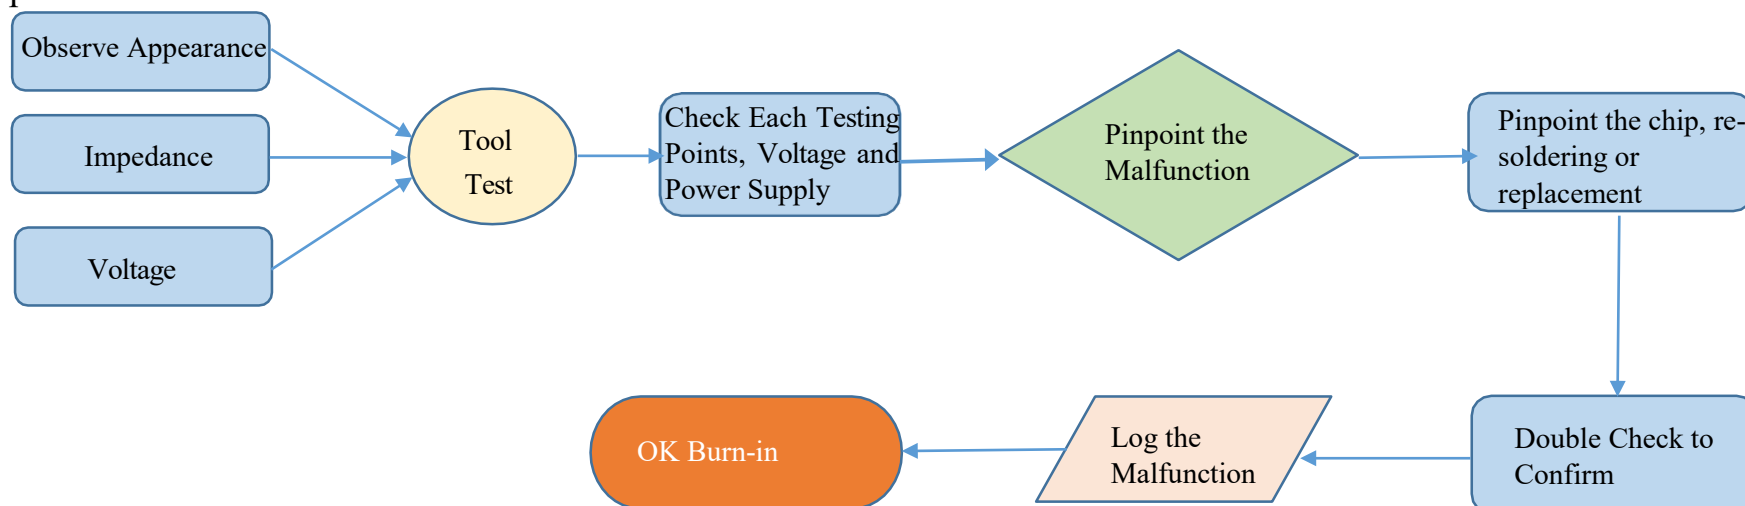 Observe Appearance
Impedance
Voltage
Tool
Test
Check Each Testing
Points, Voltage and
Power Supply
Pinpoint the
Malfunction
Pinpoint the chip, re-
soldering or
replacement
Double Check to
Confirm
Log the
Malfunction
OK Burn-in